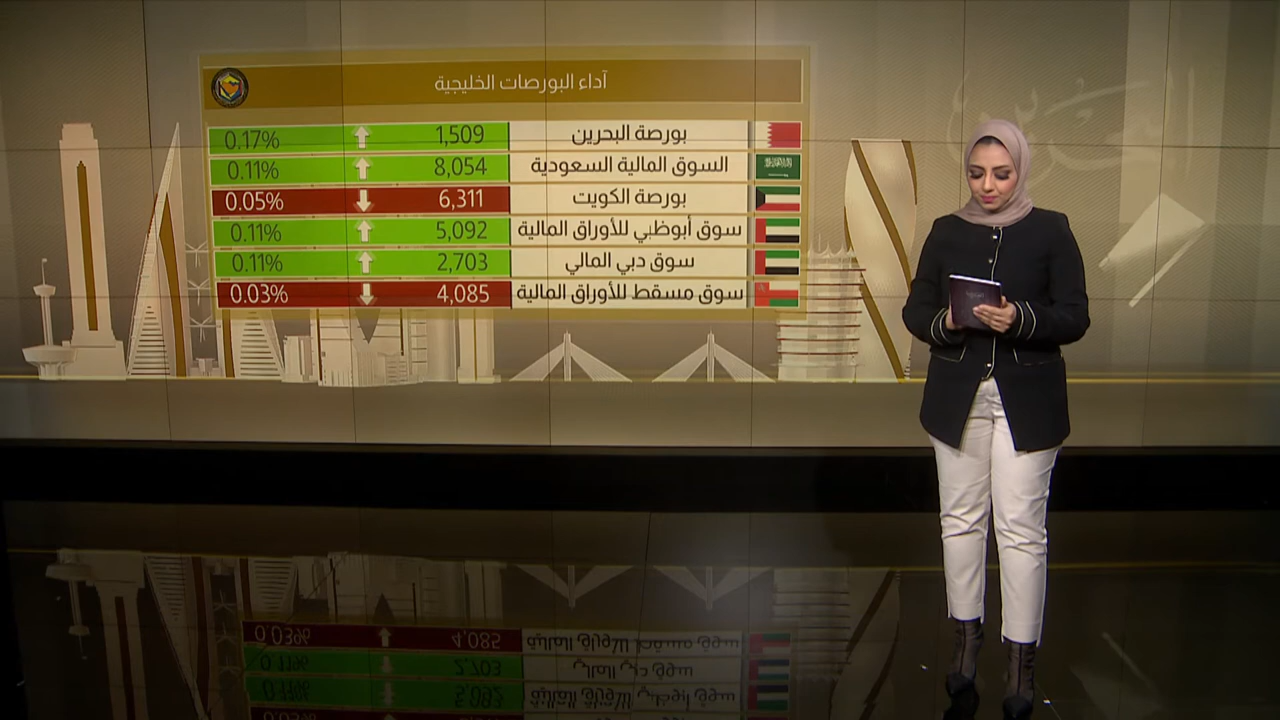 آداء البورصات الخليجية
بورصة البحرين 1,509 0.17%
السوق المالية السعودية 8,054 0.11%
بورصة الكويت 6,311 0.05%
سوق أبوظبي للأوراق المالية 5,092 0.11%
سوق دبي المالي 2,703 0.11%
سوق مسقط للأوراق المالية 4,085 0.03%